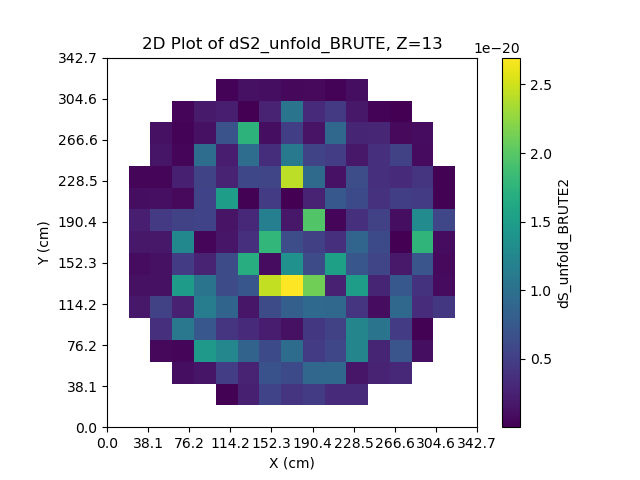 2D Plot of dS2_unfold_BRUTE, Z=13
1e−20
342.7
304.6
266.6
228.5
190.4
152.3
114.2
76.2
38.1
0.0
Y (cm)
0.0 38.1 76.2 114.2 152.3 190.4 228.5 266.6 304.6 342.7
X (cm)
2.5
2.0
1.5
1.0
0.5
dS_unfold_BRUTE2